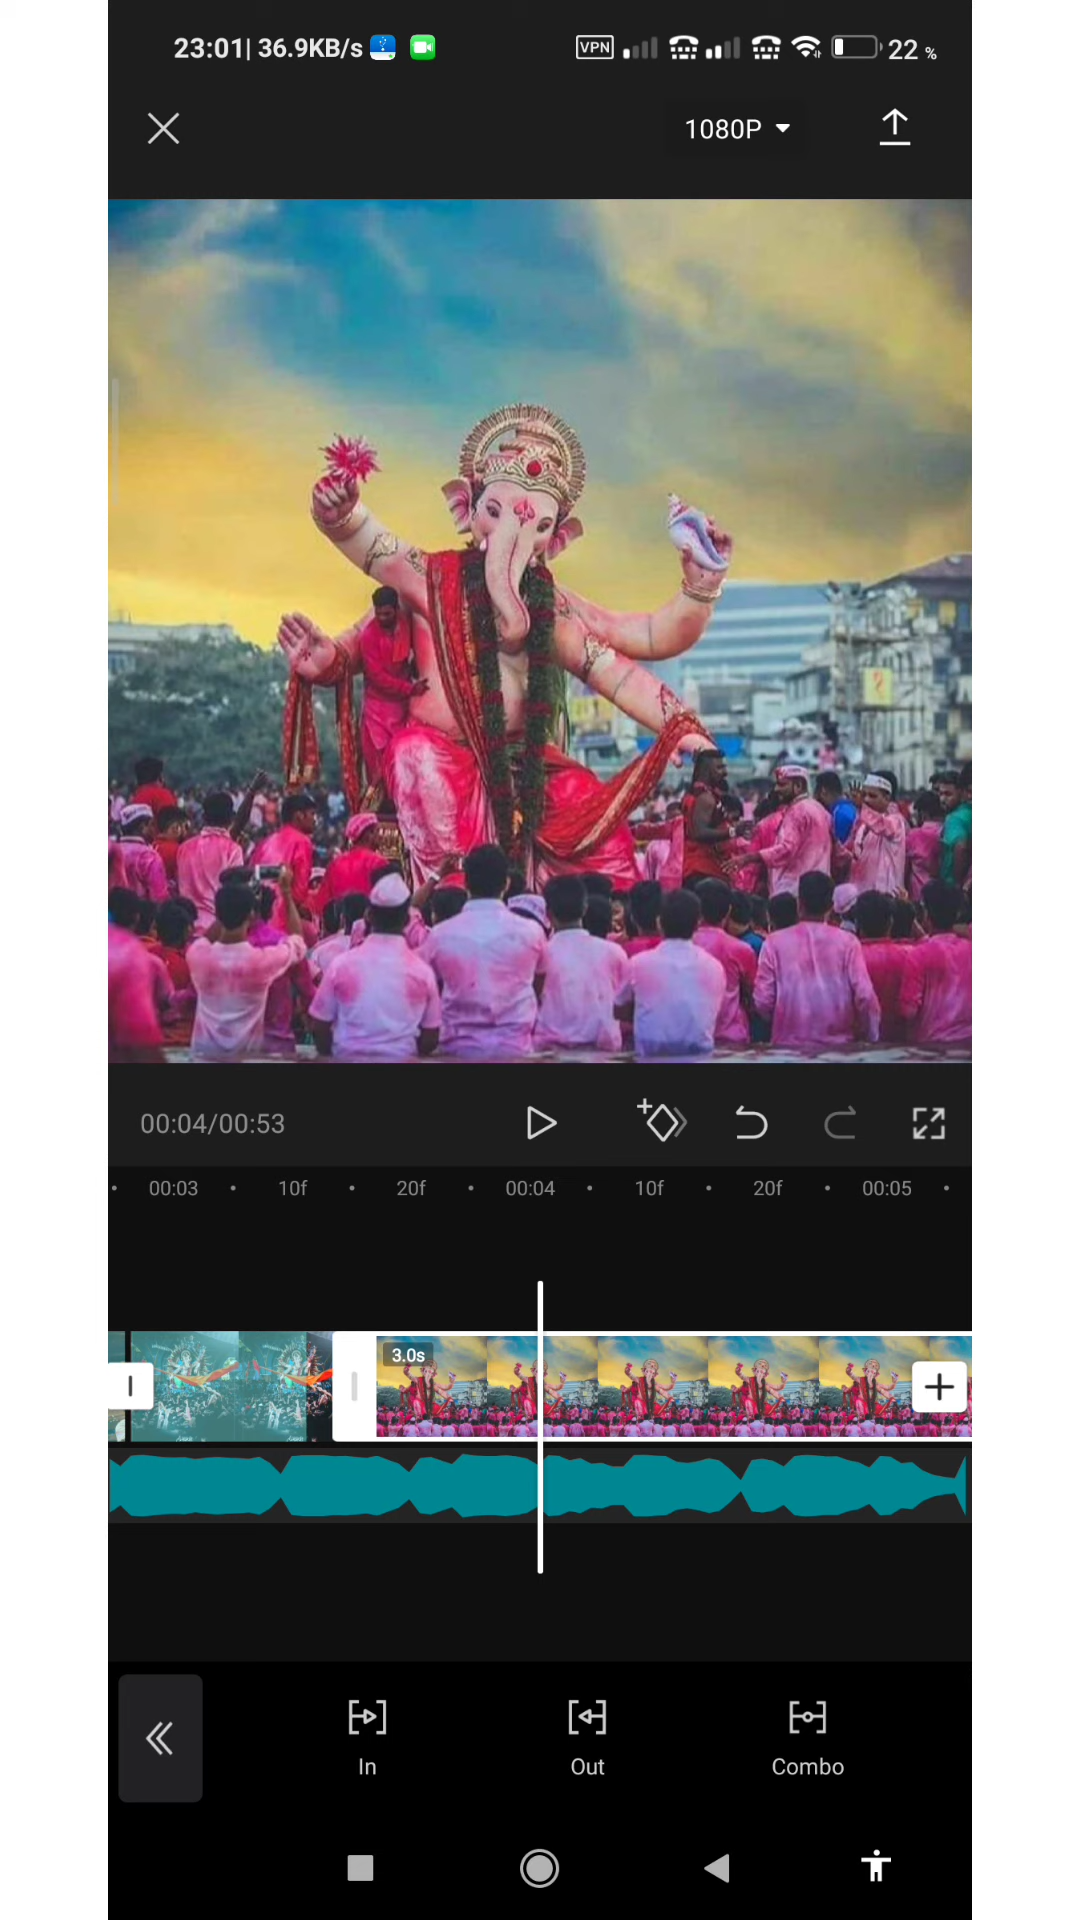 23:01| 36.9KB/s VPN 22 %
1080P
00:04/00:53
00:03 10f 20f 00:04 10f 20f 00:05
3.0s
In Out Combo